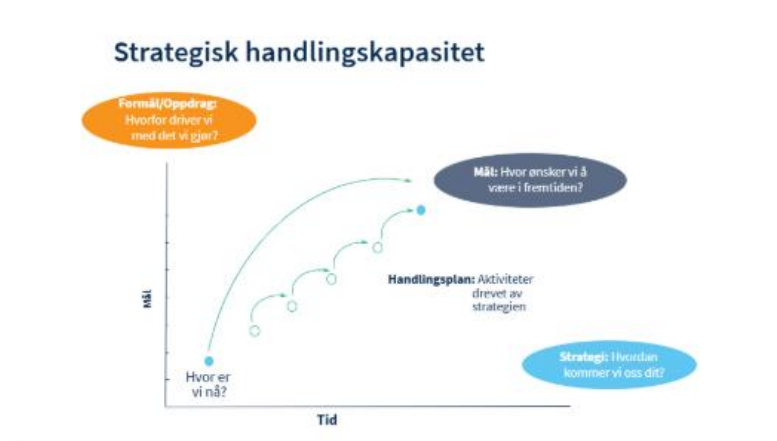 Strategisk handlingskapasitet
Formål/Oppdrag:
Hvorfor driver vi
med det vi gjør?
Mål: Hvor ønsker vi å
være i fremtiden?
Handlingsplan: Aktiviteter
drevet av
strategien
Mål
Strategi: Hvordan
kommer vi oss dit?
Hvor er
vi nå?
Tid